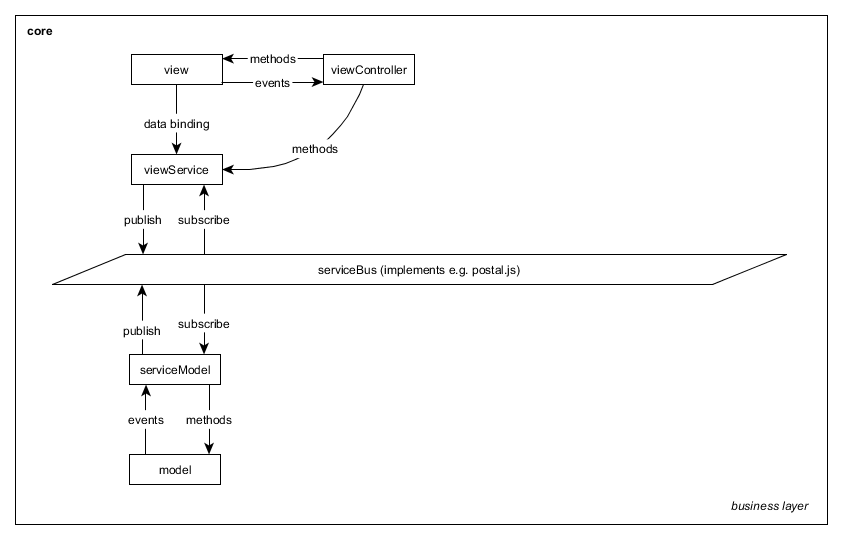 core
methods
view
viewController
events
data binding
methods
viewService
publish
subscribe
serviceBus (implements e.g. postal.js)
publish
subscribe
serviceModel
events
methods
model
business layer